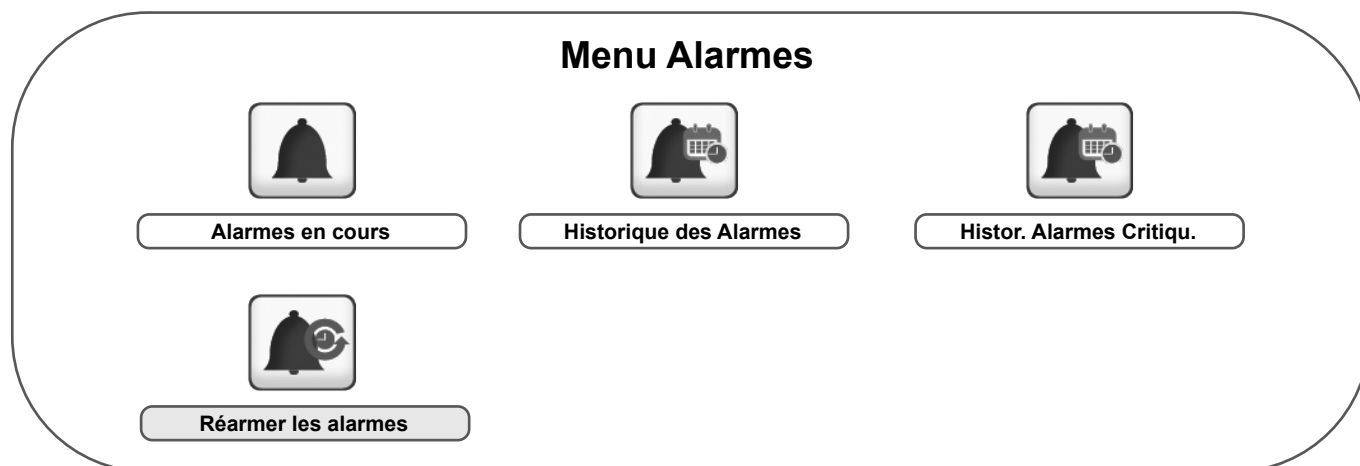 Menu Alarmes
Alarmes en cours
Historique des Alarmes
Histor. Alarmes Critiqu.
Réarmer les alarmes